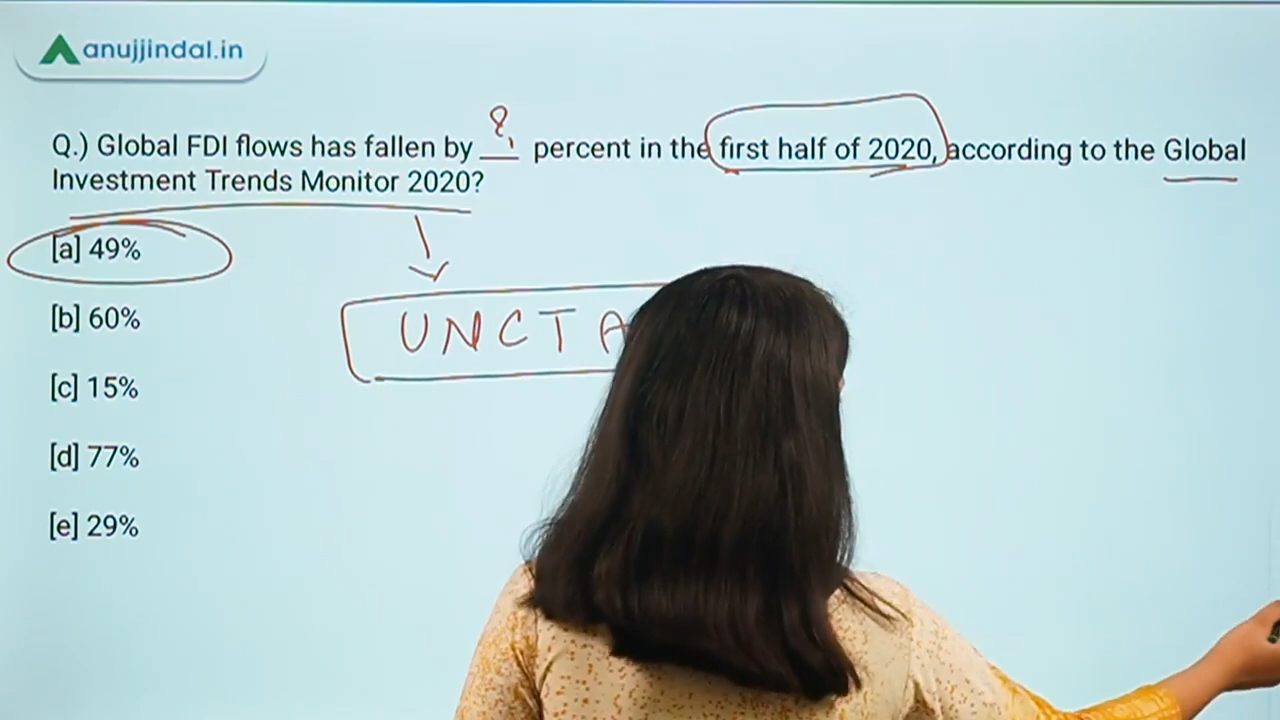 anujjindal.in
?
Q.) Global FDI flows has fallen by __ percent in the first half of 2020, according to the Global
Investment Trends Monitor 2020?
[a] 49%
UNCTA
[b] 60%
[c] 15%
[d] 77%
[e] 29%